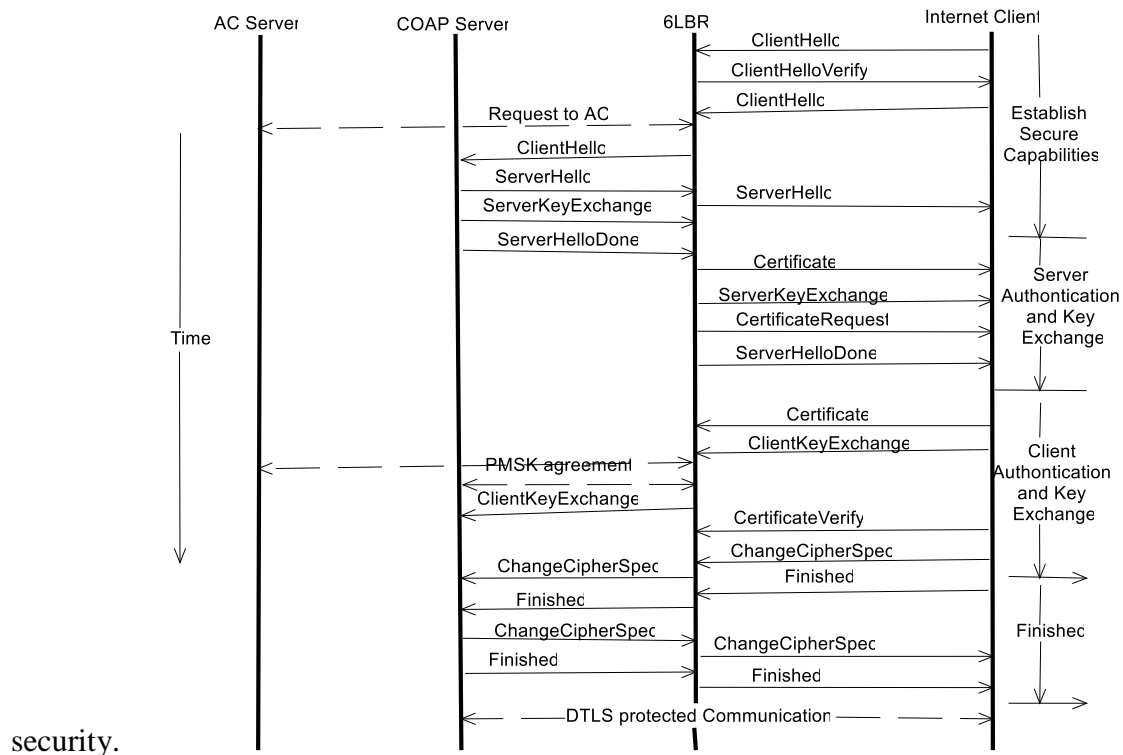 AC Server
COAP Server
6LBR
Internet Client
ClientHello
ClientHelloVerify
ClientHello
Request to AC
ClientHello
ServerHello
ServerHello
ServerKeyExchange
ServerHelloDone
Certificate
ServerKeyExchange
CertificateRequest
ServerHelloDone
Certificate
ClientKeyExchange
PMSK agreement
ClientKeyExchange
CertificateVerify
ChangeCipherSpec
ChangeCipherSpec
Finished
Finished
ChangeCipherSpec
ChangeCipherSpec
Finished
Finished
DTLS protected Communication
Time
Establish
Secure
Capabilities
Server
Authontication
and Key
Exchange
Client
Authontication
and Key
Exchange
Finished
security.